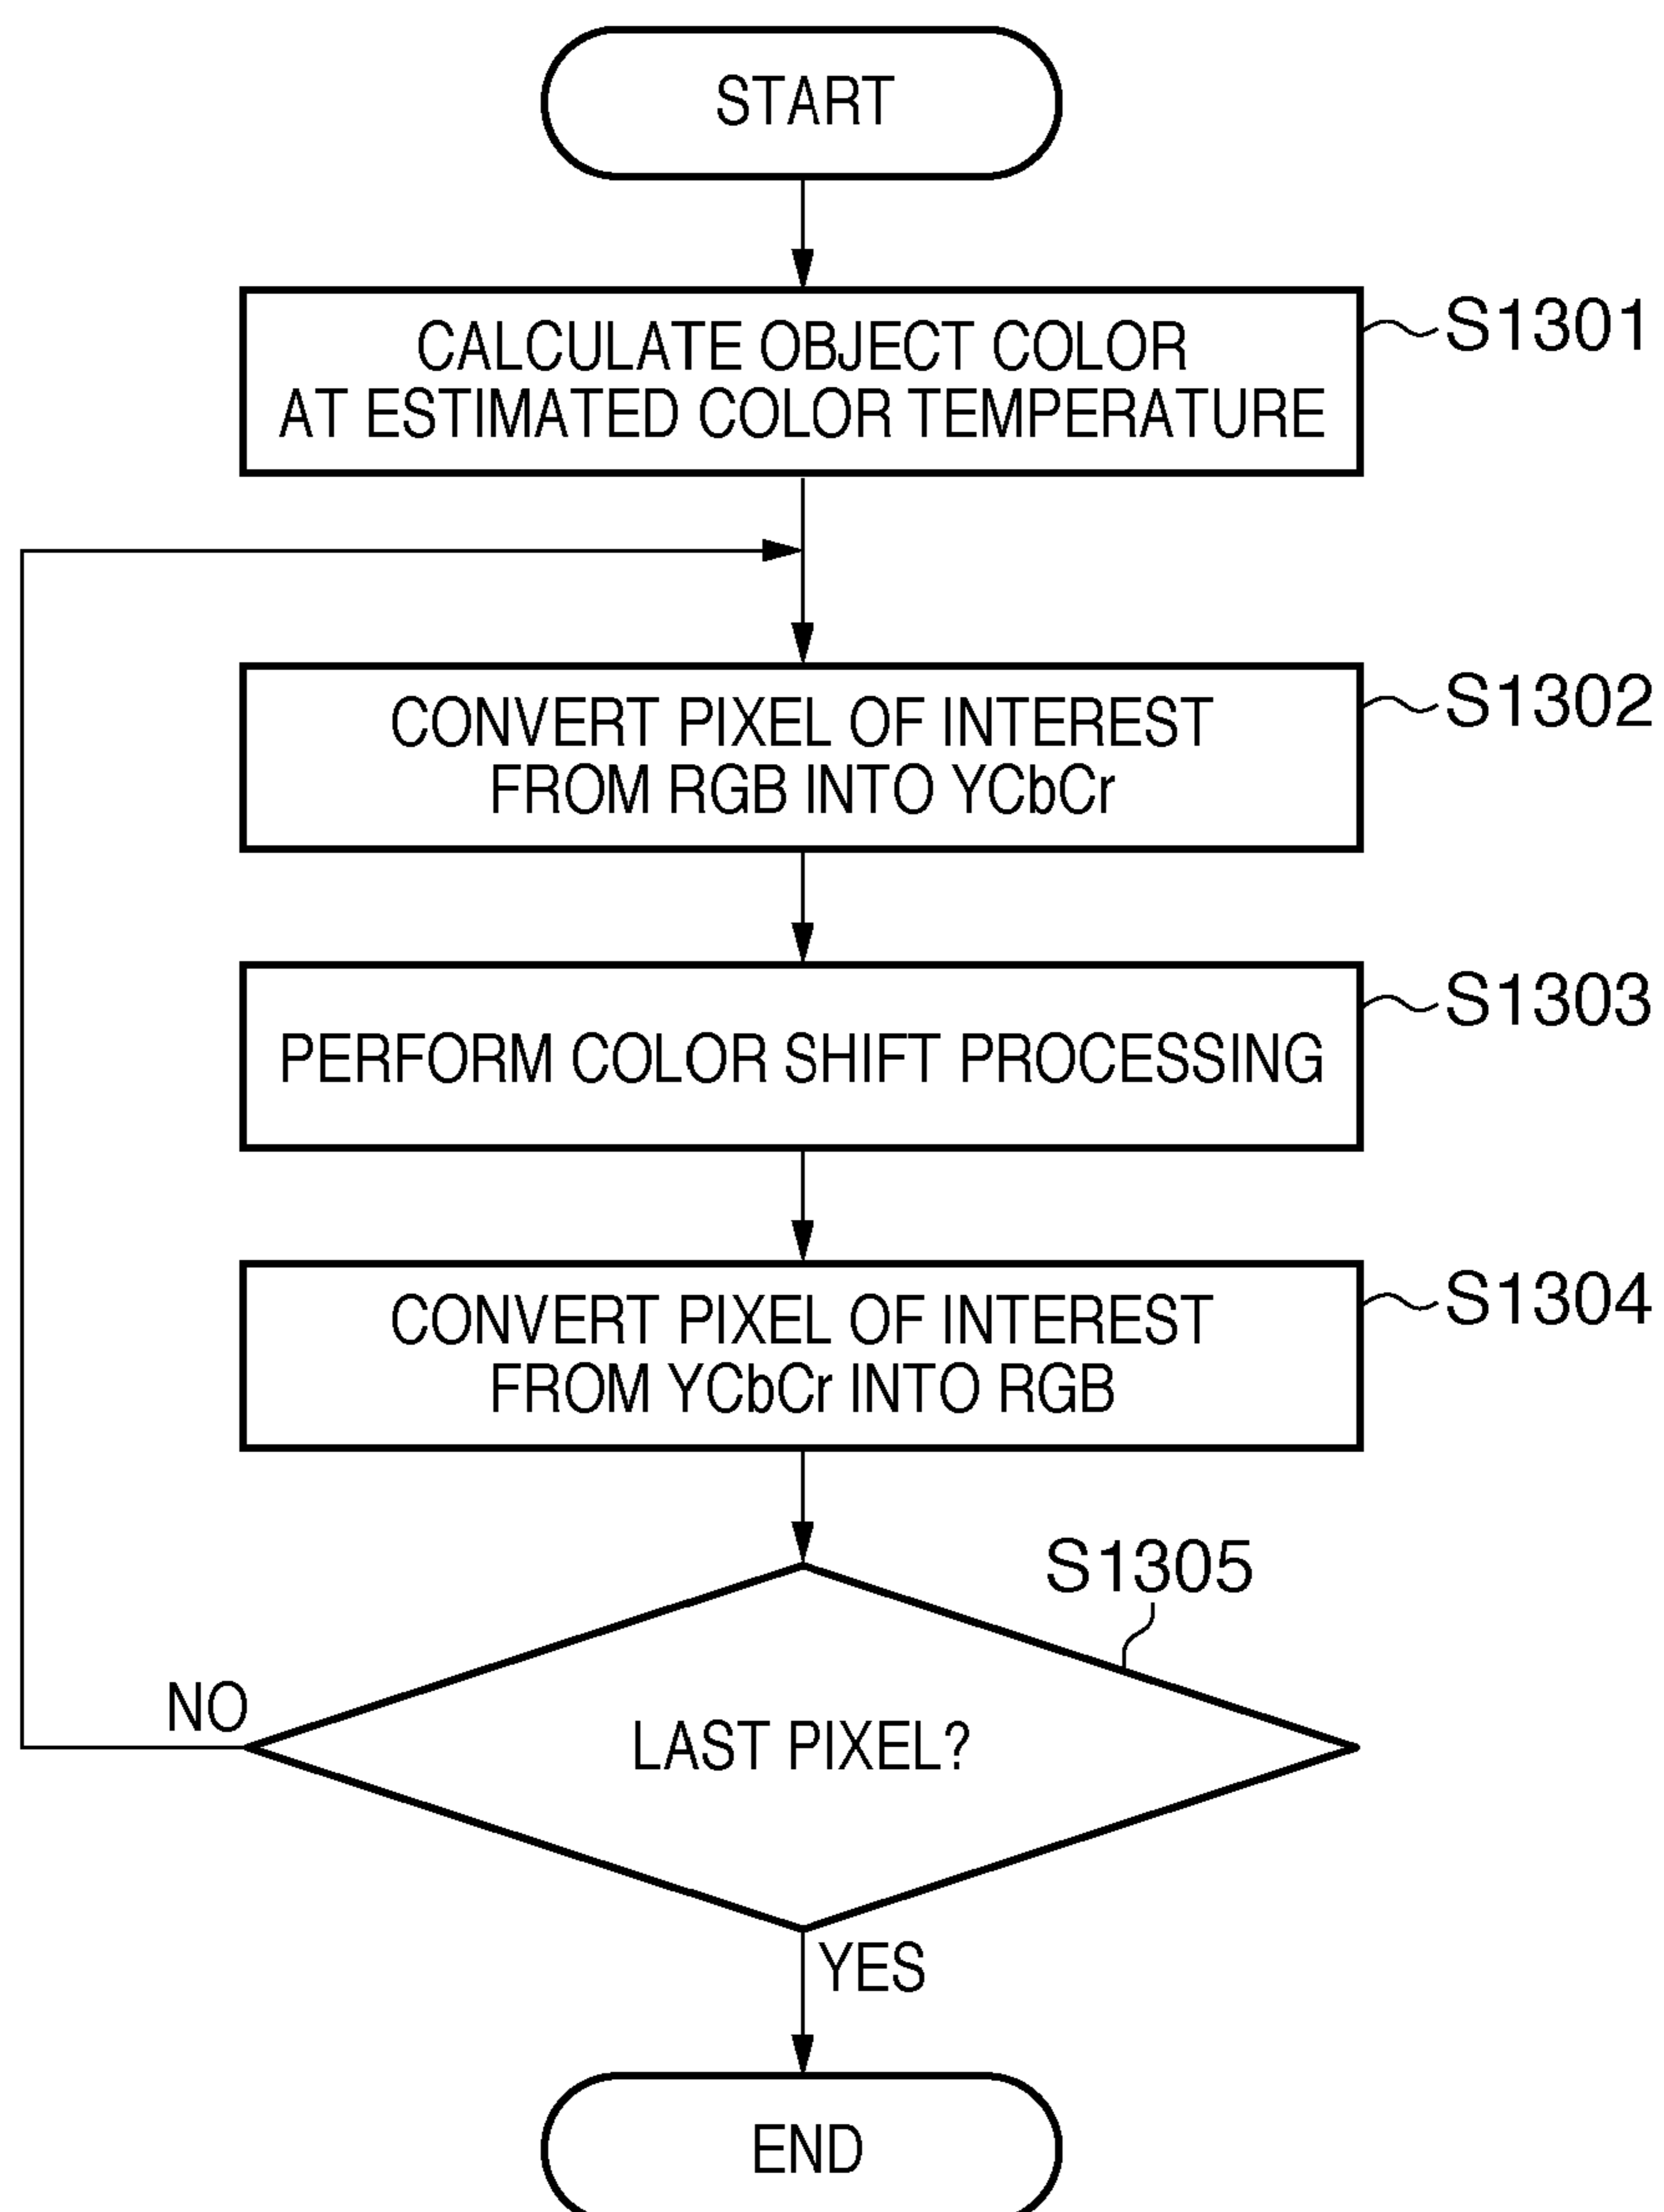 START
CALCULATE OBJECT COLOR
AT ESTIMATED COLOR TEMPERATURE
S1301
CONVERT PIXEL OF INTEREST
FROM RGB INTO YCbCr
S1302
PERFORM COLOR SHIFT PROCESSING
S1303
CONVERT PIXEL OF INTEREST
FROM YCbCr INTO RGB
S1304
S1305
LAST PIXEL?
NO
YES
END